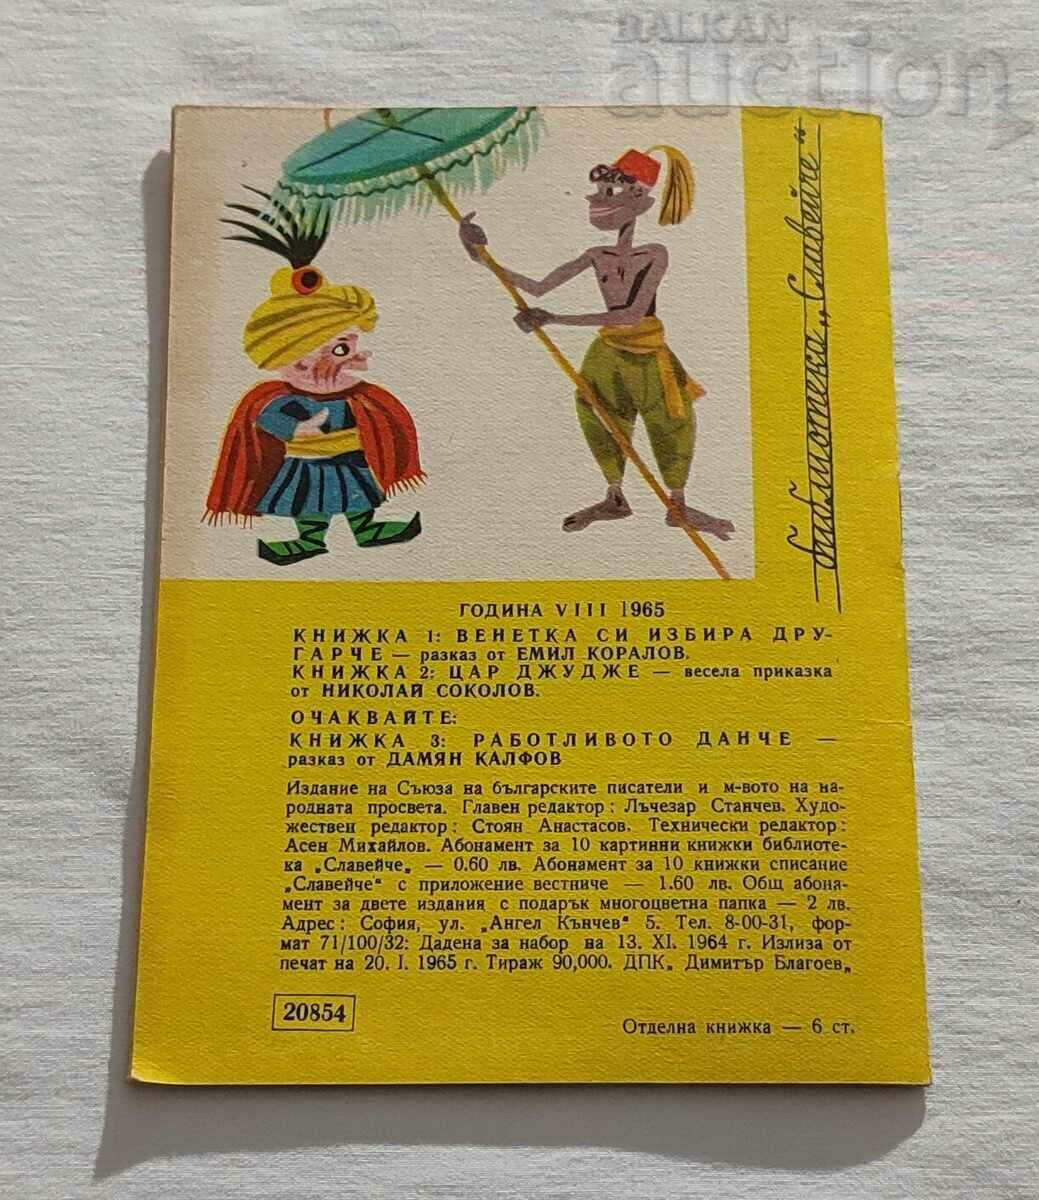 BALKAN
auction
библиотека „Славейче“
ГОДИНА VIII 1965
КНИЖКА 1: ВЕНЕТКА СИ ИЗБИРА ДРУ-
ГАРЧЕ — разказ от ЕМИЛ КОРАЛОВ.
КНИЖКА 2: ЦАР ДЖУДЖЕ — весела приказка
от НИКОЛАЙ СОКОЛОВ.
ОЧАКВАЙТЕ:
КНИЖКА 3: РАБОТЛИВОТО ДАНЧЕ —
разказ от ДАМЯН КАЛФОВ
Издание на Съюза на българските писатели и м-вото на на-
родната просвета. Главен редактор: Лъчезар Станчев. Худо-
жествен редактор: Стоян Анастасов. Технически редактор:
Асен Михайлов. Абонамент за 10 картинни книжки библиоте-
ка „Славейче„ — 0.60 лв. Абонамент за 10 книжки списание
„Славейче“ с приложение вестниче — 1.60 лв. Общ абона-
мент за двете издания с подарък многоцветна папка — 2 лв.
Адрес: София, ул. „Ангел Кънчев“ 5. Тел. 8-00-31, фор-
мат 71/100/32: Дадена за набор на 13. XI. 1964 г. Излиза от
печат на 20. I. 1965 г. Тираж 90,000. ДПК„ Димитър Благоев„
20854
Отделна книжка — 6 ст.